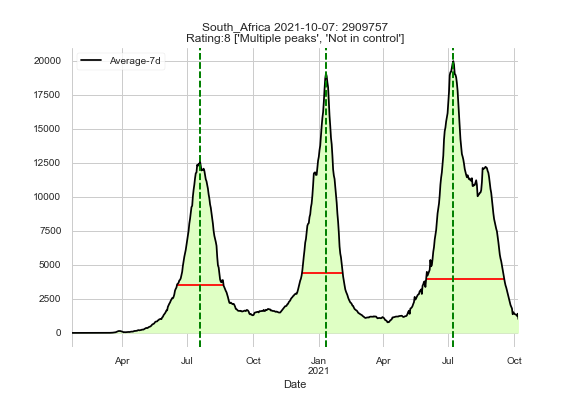 South_Africa 2021-10-07: 2909757
Rating:8 ['Multiple peaks', 'Not in control']
Average-7d
20000
17500
15000
12500
10000
7500
5000
2500
0
Apr
Jul
Oct
Jan
2021
Apr
Jul
Oct
Date